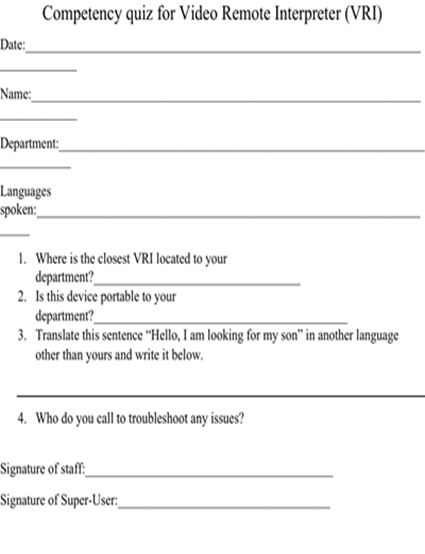 Competency quiz for Video Remote Interpreter (VRI)
Date:
Name:
Department:
Languages
spoken:
1. Where is the closest VRI located to your
department?
2. Is this device portable to your
department?
3. Translate this sentence “Hello, I am looking for my son” in another language
other than yours and write it below.
4. Who do you call to troubleshoot any issues?
Signature of staff:
Signature of Super-User: